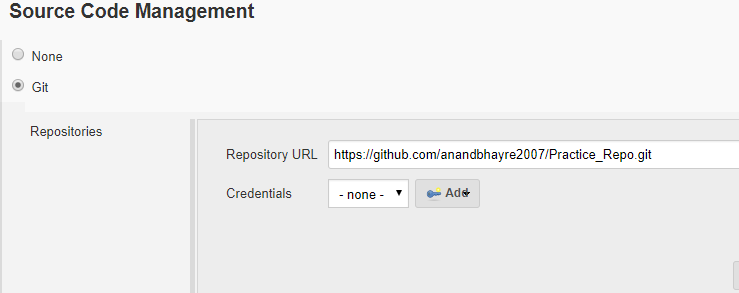 Source Code Management
None
Git
Repositories
Repository URL https://github.com/anandbhayre2007/Practice_Repo.git
Credentials - none - Add